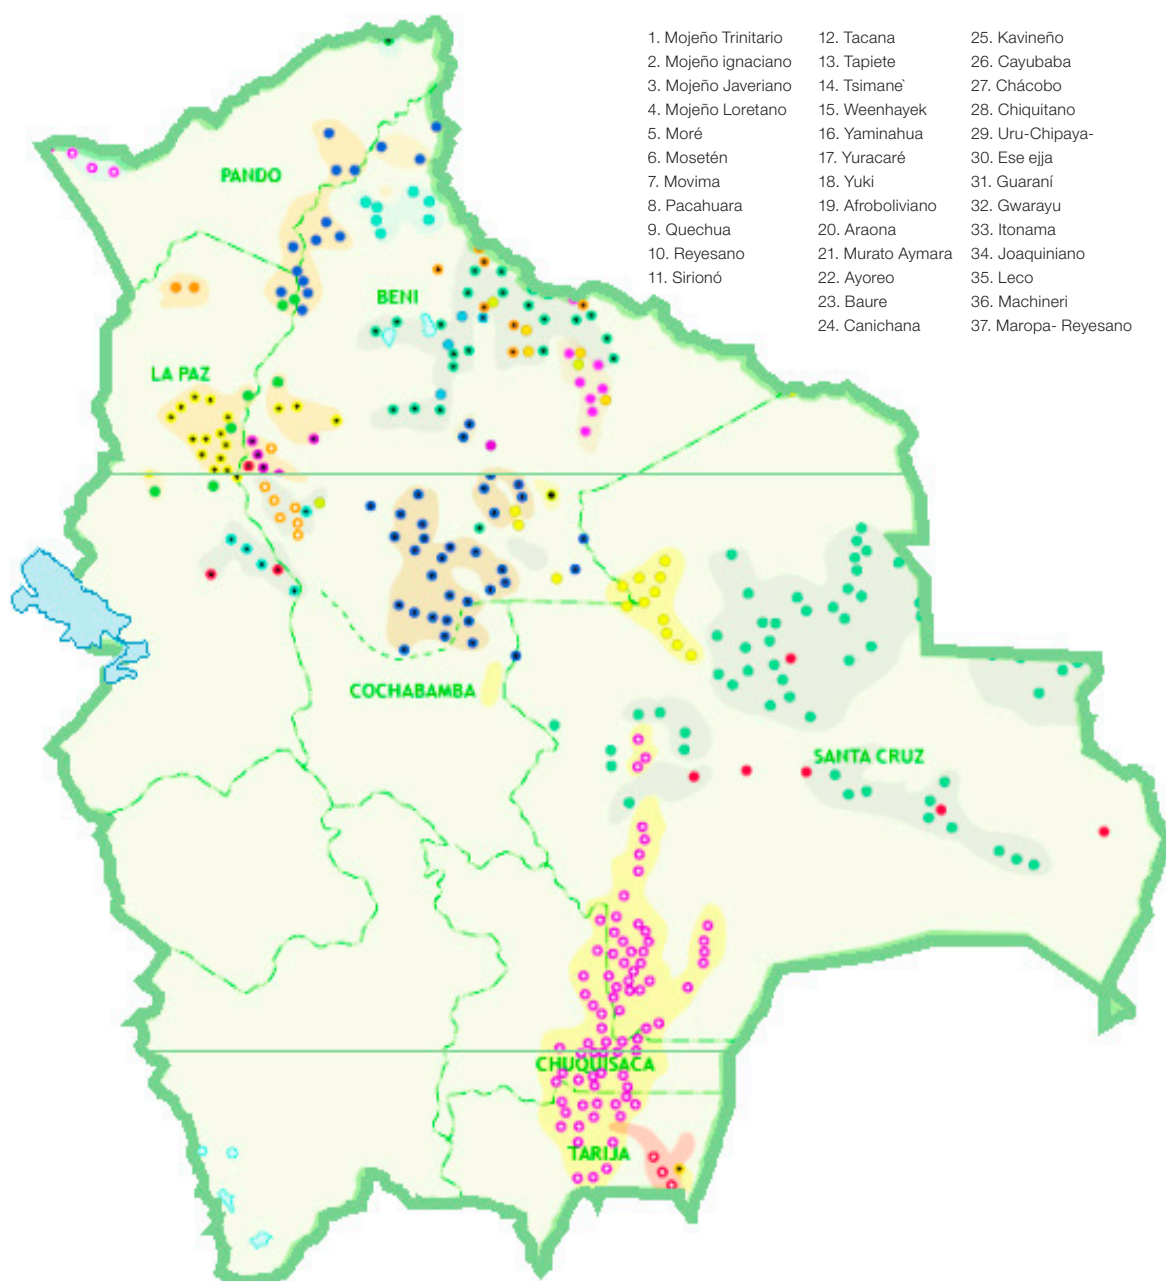 1. Mojeño Trinitario
2. Mojeño ignaciano
3. Mojeño Javeriano
4. Mojeño Loretano
5. Moré
6. Mosetén
7. Movima
8. Pacahuara
9. Quechua
10. Reyesano
11. Sirionó
12. Tacana
13. Tapiete
14. Tsimane`
15. Weenhayek
16. Yaminahua
17. Yuracaré
18. Yuki
19. Afroboliviano
20. Araona
21. Murato Aymara
22. Ayoreo
23. Baure
24. Canichana
25. Kavineño
26. Cayubaba
27. Chácobo
28. Chiquitano
29. Uru-Chipaya-
30. Ese ejja
31. Guaraní
32. Gwarayu
33. Itonama
34. Joaquiniano
35. Leco
36. Machineri
37. Maropa- Reyesano
PANDO
BENI
LA PAZ
COCHABAMBA
SANTA CRUZ
CHUQUISACA
TARIJA